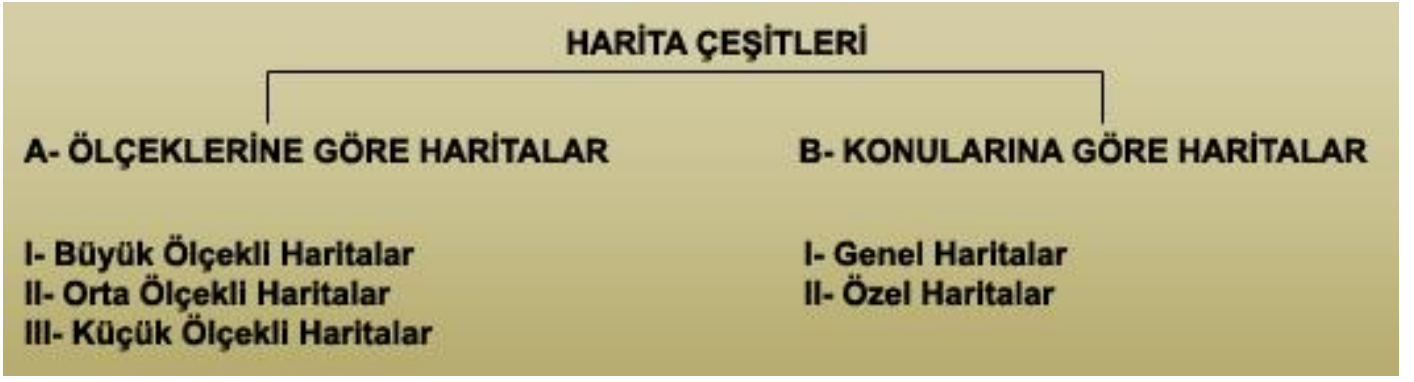 HARİTA ÇEŞİTLERİ
A- ÖLÇEKLERİNE GÖRE HARİTALAR
I- Büyük Ölçekli Haritalar
II- Orta Ölçekli Haritalar
III- Küçük Ölçekli Haritalar
B- KONULARINA GÖRE HARİTALAR
I- Genel Haritalar
II- Özel Haritalar